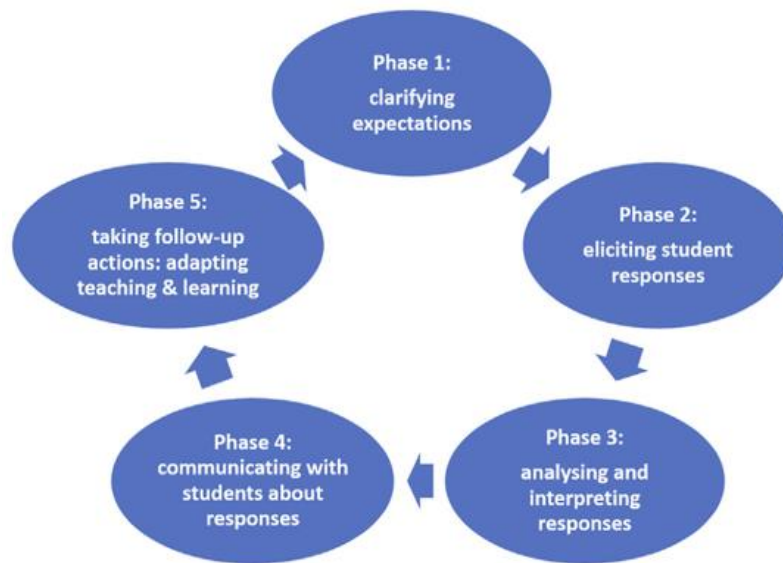 Phase 1:
clarifying
expectations
Phase 2:
eliciting student
responses
Phase 3:
analysing and
interpreting
responses
Phase 4:
communicating with
students about
responses
Phase 5:
taking follow-up
actions: adapting
teaching & learning